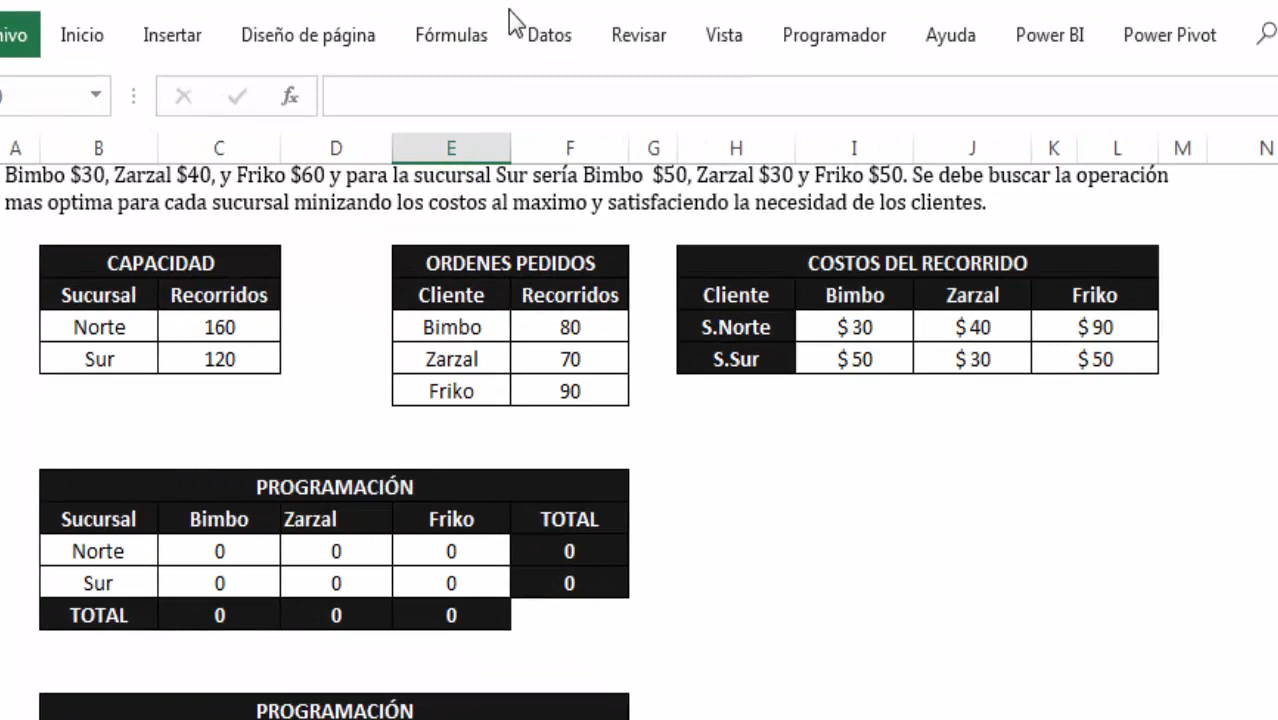 ivo Inicio Insertar Diseño de página Fórmulas Datos Revisar Vista Programador Ayuda Power BI Power Pivot
fx
A B C D E F G H I J K L M N
Bimbo $30, Zarzal $40, y Friko $60 y para la sucursal Sur sería Bimbo $50, Zarzal $30 y Friko $50. Se debe buscar la operación
mas optima para cada sucursal minizando los costos al maximo y satisfaciendo la necesidad de los clientes.
CAPACIDAD
Sucursal Recorridos
Norte 160
Sur 120
ORDENES PEDIDOS
Cliente Recorridos
Bimbo 80
Zarzal 70
Friko 90
COSTOS DEL RECORRIDO
Cliente Bimbo Zarzal Friko
S.Norte $ 30 $ 40 $ 90
S.Sur $ 50 $ 30 $ 50
PROGRAMACIÓN
Sucursal Bimbo Zarzal Friko TOTAL
Norte 0 0 0 0
Sur 0 0 0 0
TOTAL 0 0 0
PROGRAMACIÓN